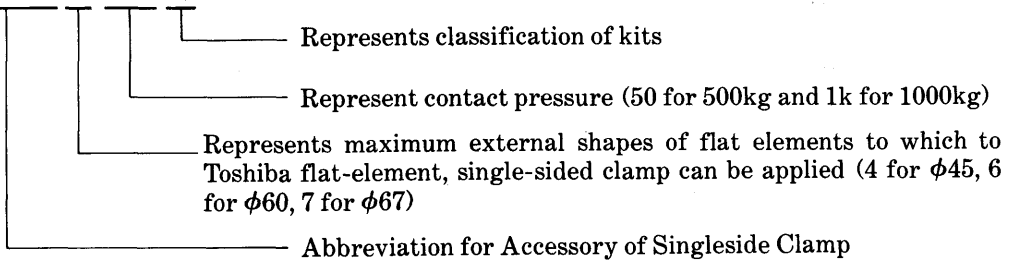 Represents classification of kits
Represent contact pressure (50 for 500kg and 1k for 1000kg)
Represents maximum external shapes of flat elements to which to
Toshiba flat-element, single-sided clamp can be applied (4 for ϕ45, 6
for ϕ60, 7 for ϕ67)
Abbreviation for Accessory of Singleside Clamp